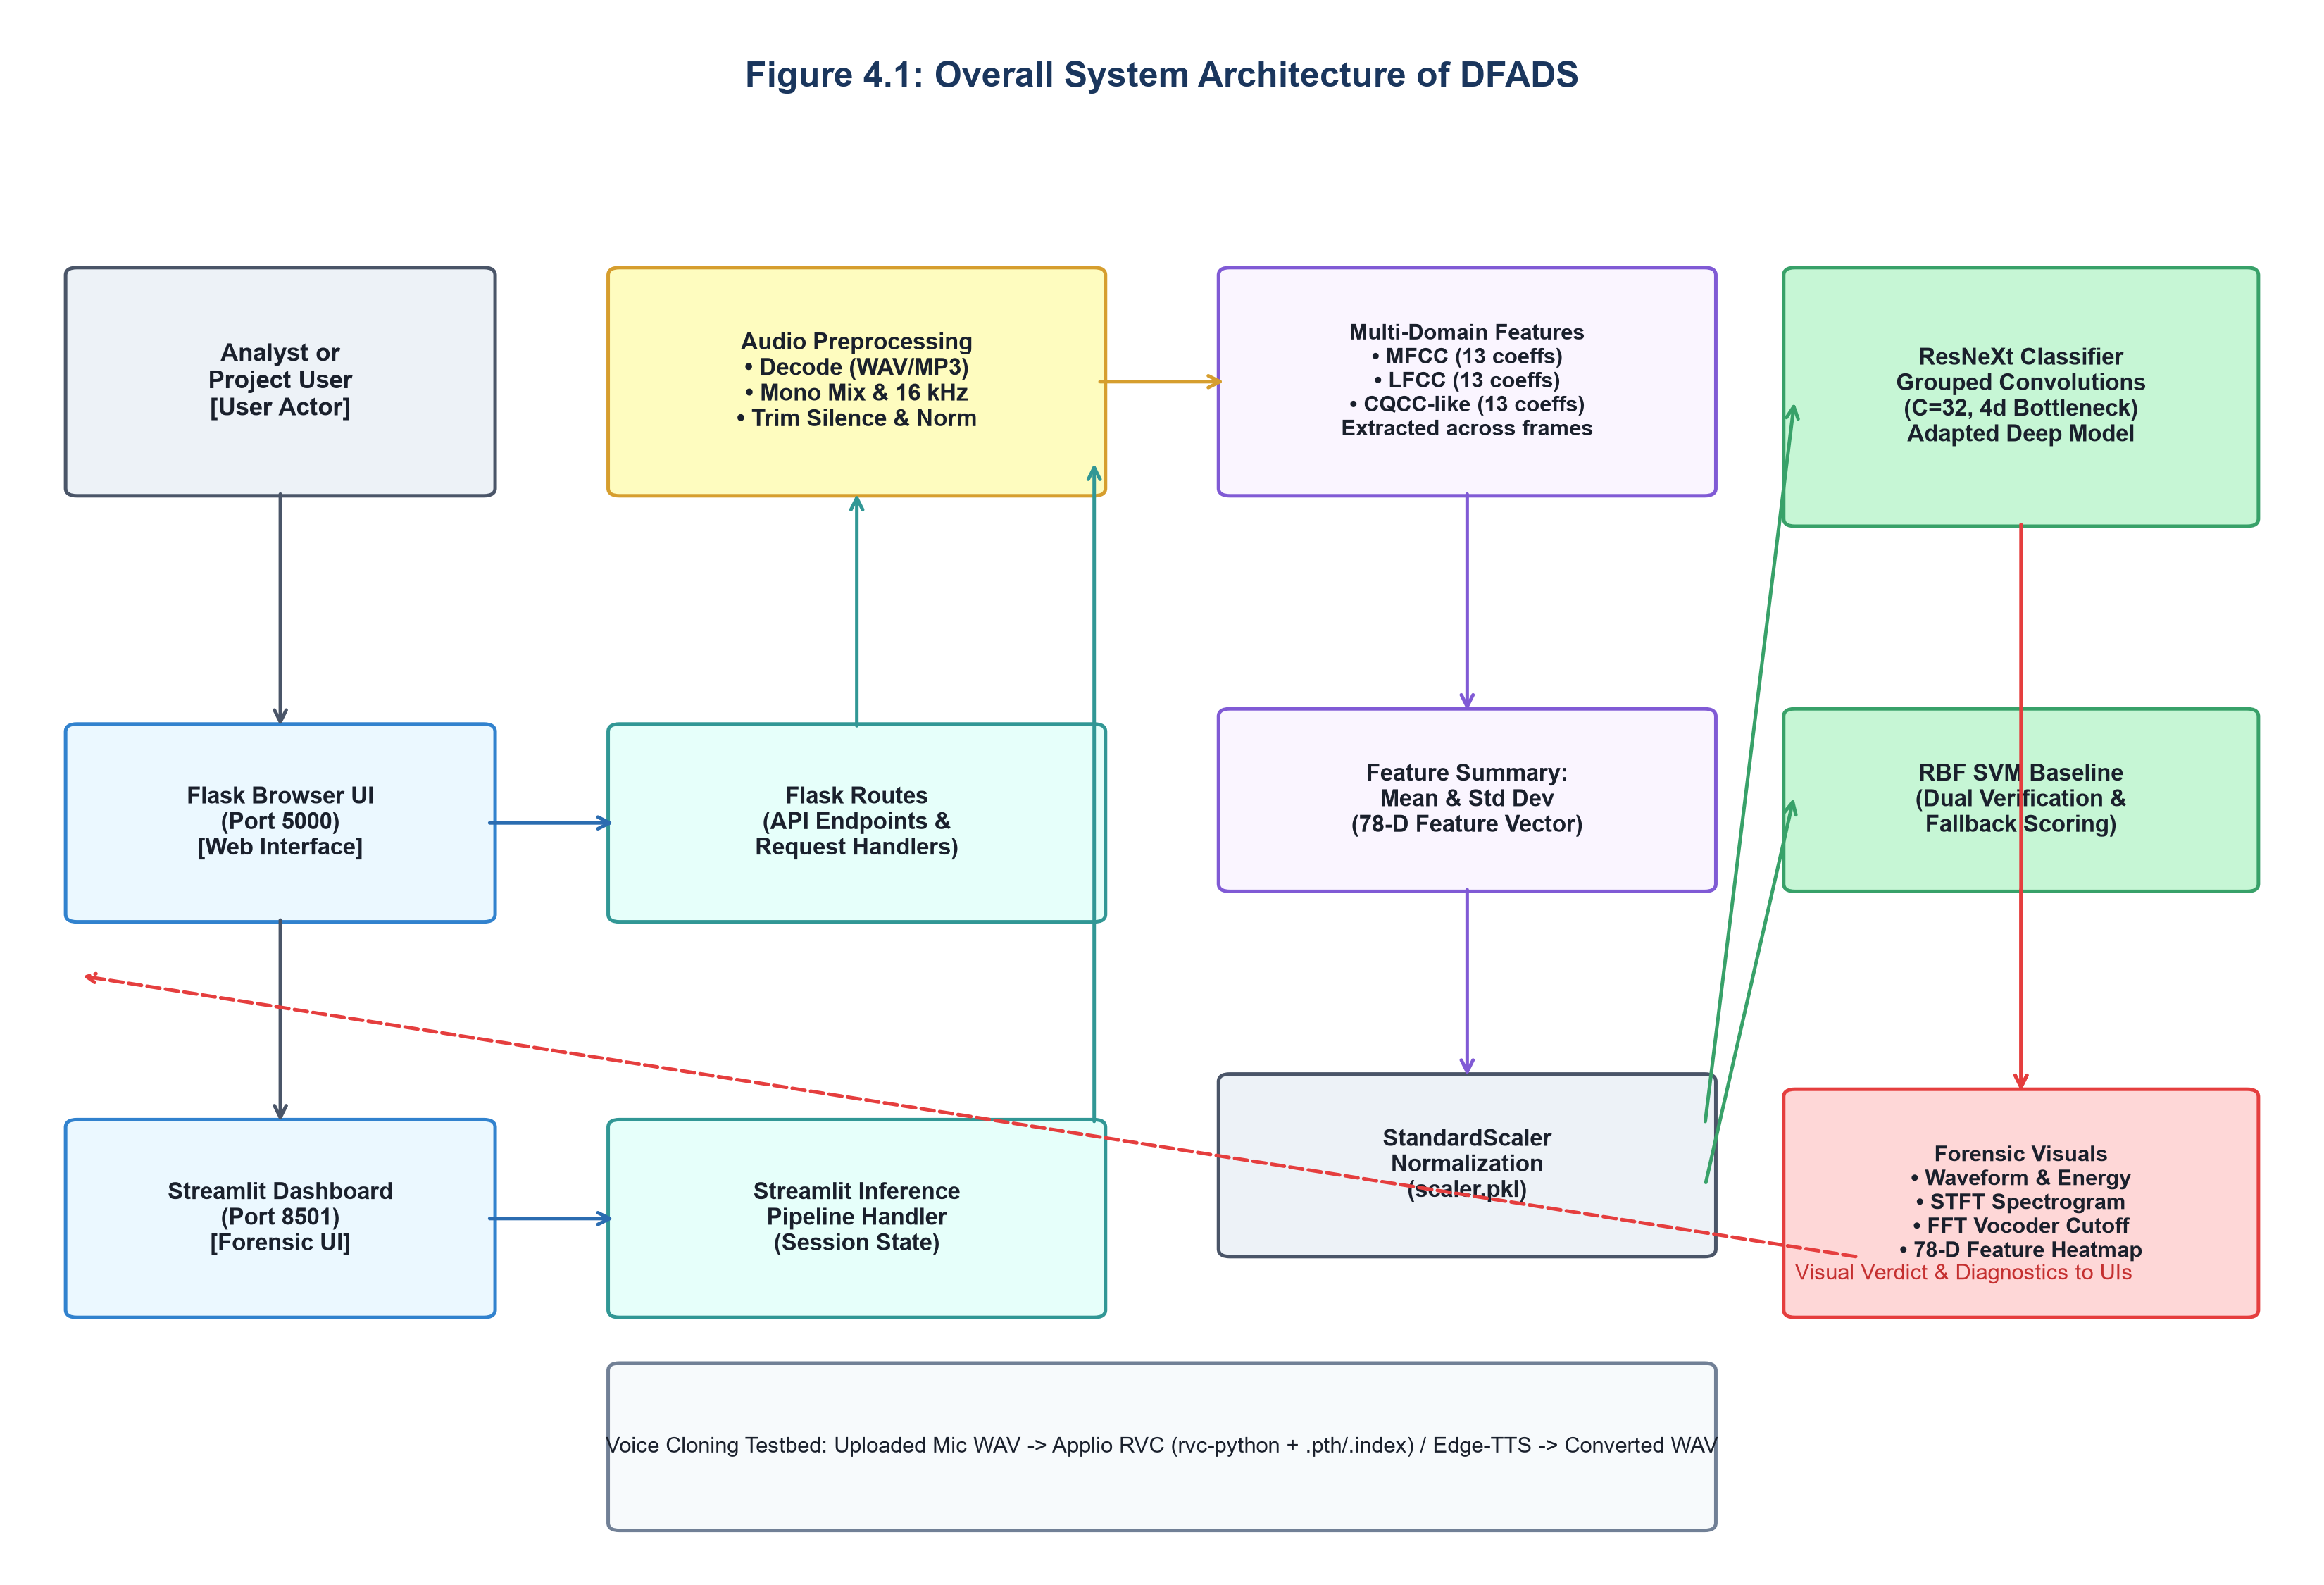 Figure 4.1: Overall System Architecture of DFADS
Analyst or
Project User
[User Actor]
Audio Preprocessing
• Decode (WAV/MP3)
• Mono Mix & 16 kHz
• Trim Silence & Norm
Multi-Domain Features
• MFCC (13 coeffs)
• LFCC (13 coeffs)
• CQCC-like (13 coeffs)
Extracted across frames
ResNeXt Classifier
Grouped Convolutions
(C=32, 4d Bottleneck)
Adapted Deep Model
Flask Browser UI
(Port 5000)
[Web Interface]
Flask Routes
(API Endpoints &
Request Handlers)
Feature Summary:
Mean & Std Dev
(78-D Feature Vector)
RBF SVM Baseline
(Dual Verification &
Fallback Scoring)
Streamlit Dashboard
(Port 8501)
[Forensic UI]
Streamlit Inference
Pipeline Handler
(Session State)
StandardScaler
Normalization
(scaler.pkl)
Forensic Visuals
• Waveform & Energy
• STFT Spectrogram
• FFT Vocoder Cutoff
• 78-D Feature Heatmap
Visual Verdict & Diagnostics to UIs
Voice Cloning Testbed: Uploaded Mic WAV -> Applio RVC (rvc-python + .pth/.index) / Edge-TTS -> Converted WAV